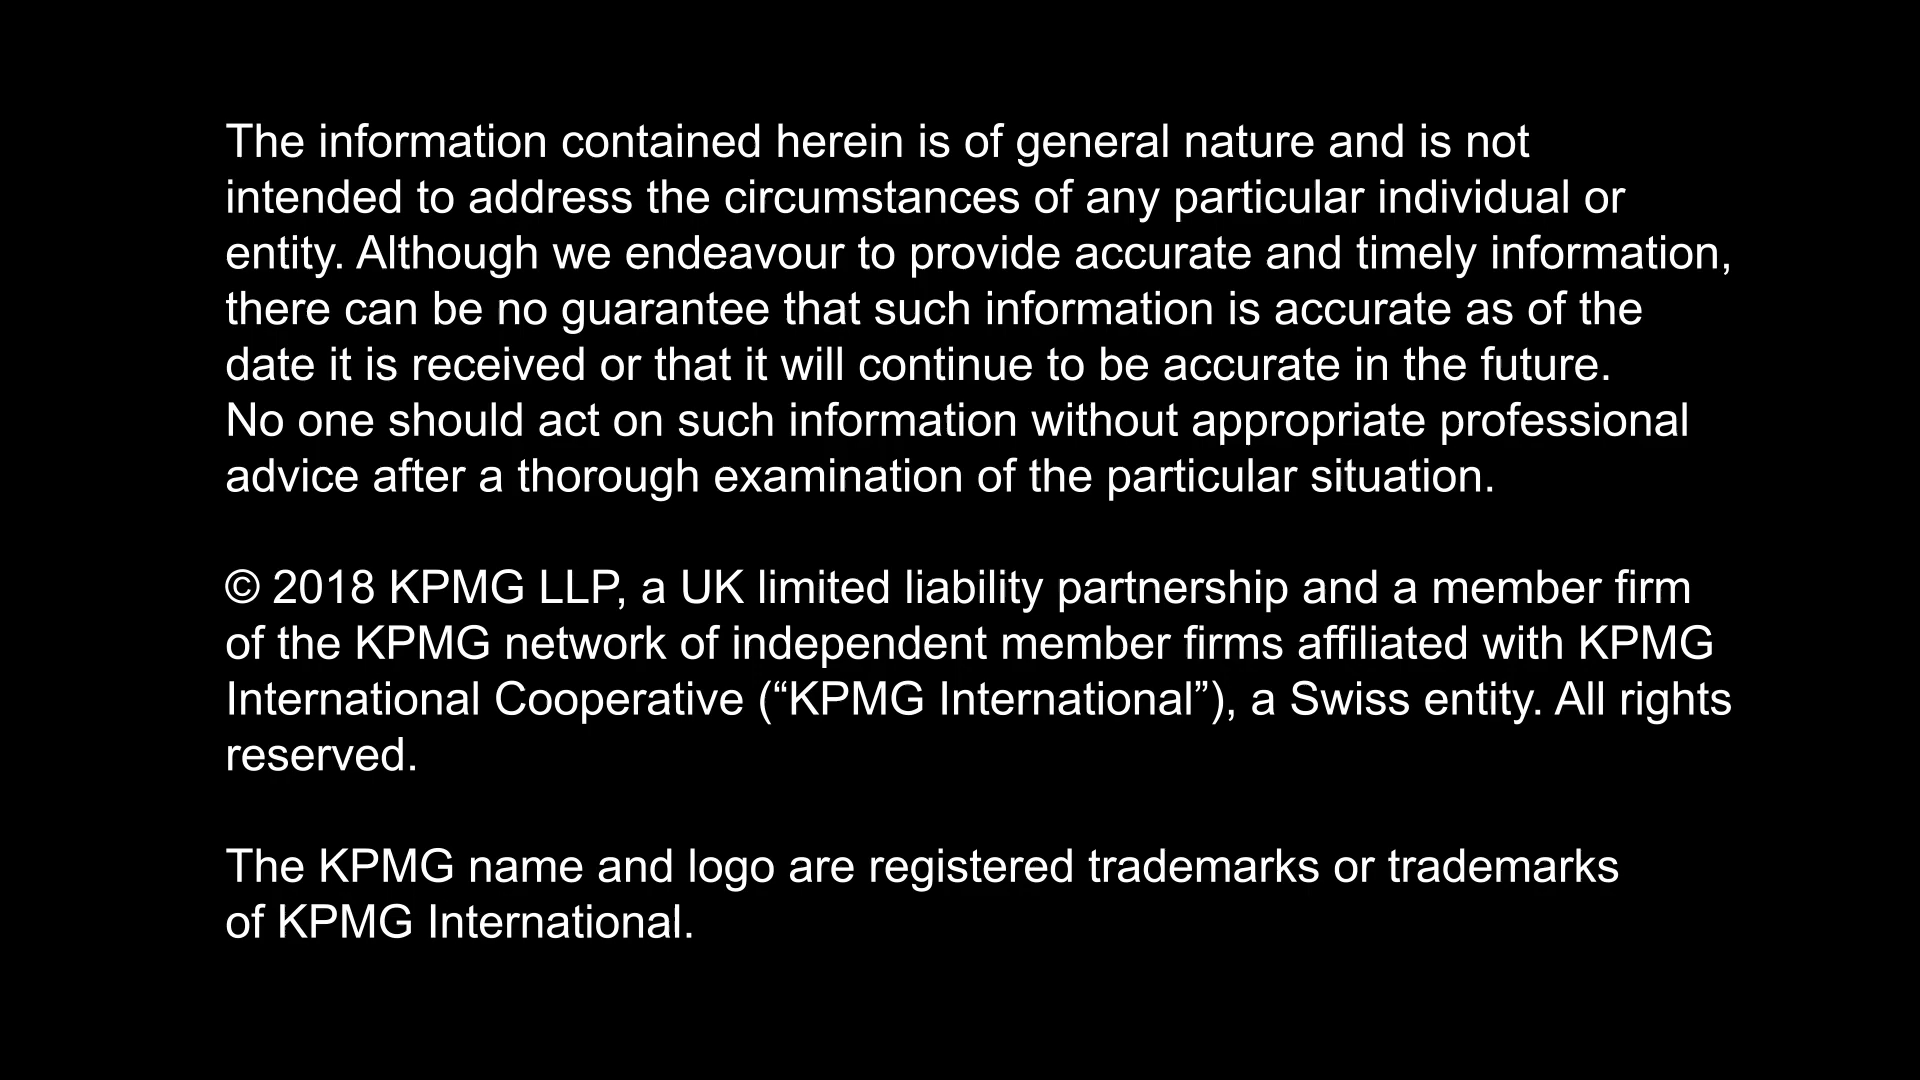 The information contained herein is of general nature and is not
intended to address the circumstances of any particular individual or
entity. Although we endeavour to provide accurate and timely information,
there can be no guarantee that such information is accurate as of the
date it is received or that it will continue to be accurate in the future.
No one should act on such information without appropriate professional
advice after a thorough examination of the particular situation.
© 2018 KPMG LLP, a UK limited liability partnership and a member firm
of the KPMG network of independent member firms affiliated with KPMG
International Cooperative (“KPMG International”), a Swiss entity. All rights
reserved.
The KPMG name and logo are registered trademarks or trademarks
of KPMG International.